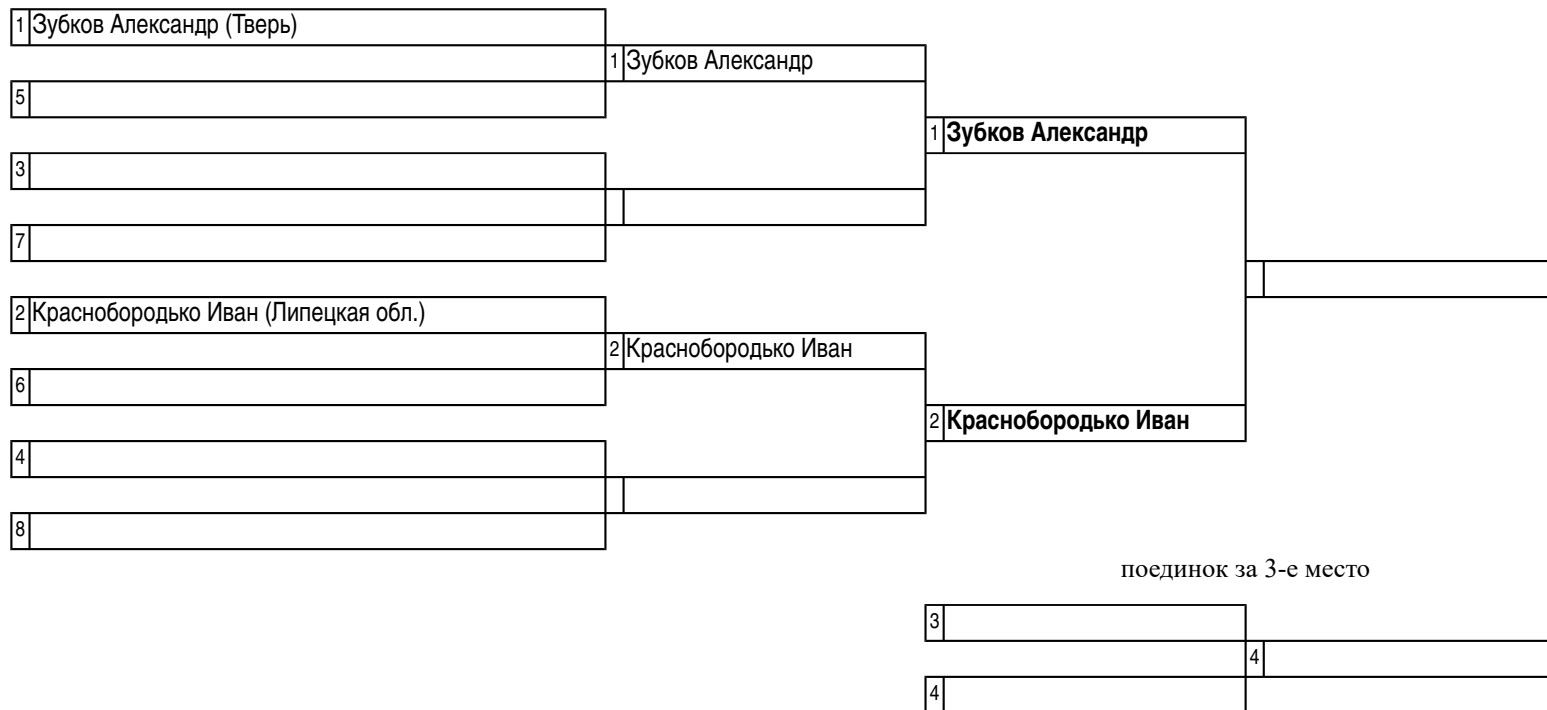 1 Зубков Александр (Тверь)
1 Зубков Александр
5
1 Зубков Александр
3
7
2 Краснобородько Иван (Липецкая обл.)
2 Краснобородько Иван
6
2 Краснобородько Иван
4
8
поединок за 3-е место
3
4
4